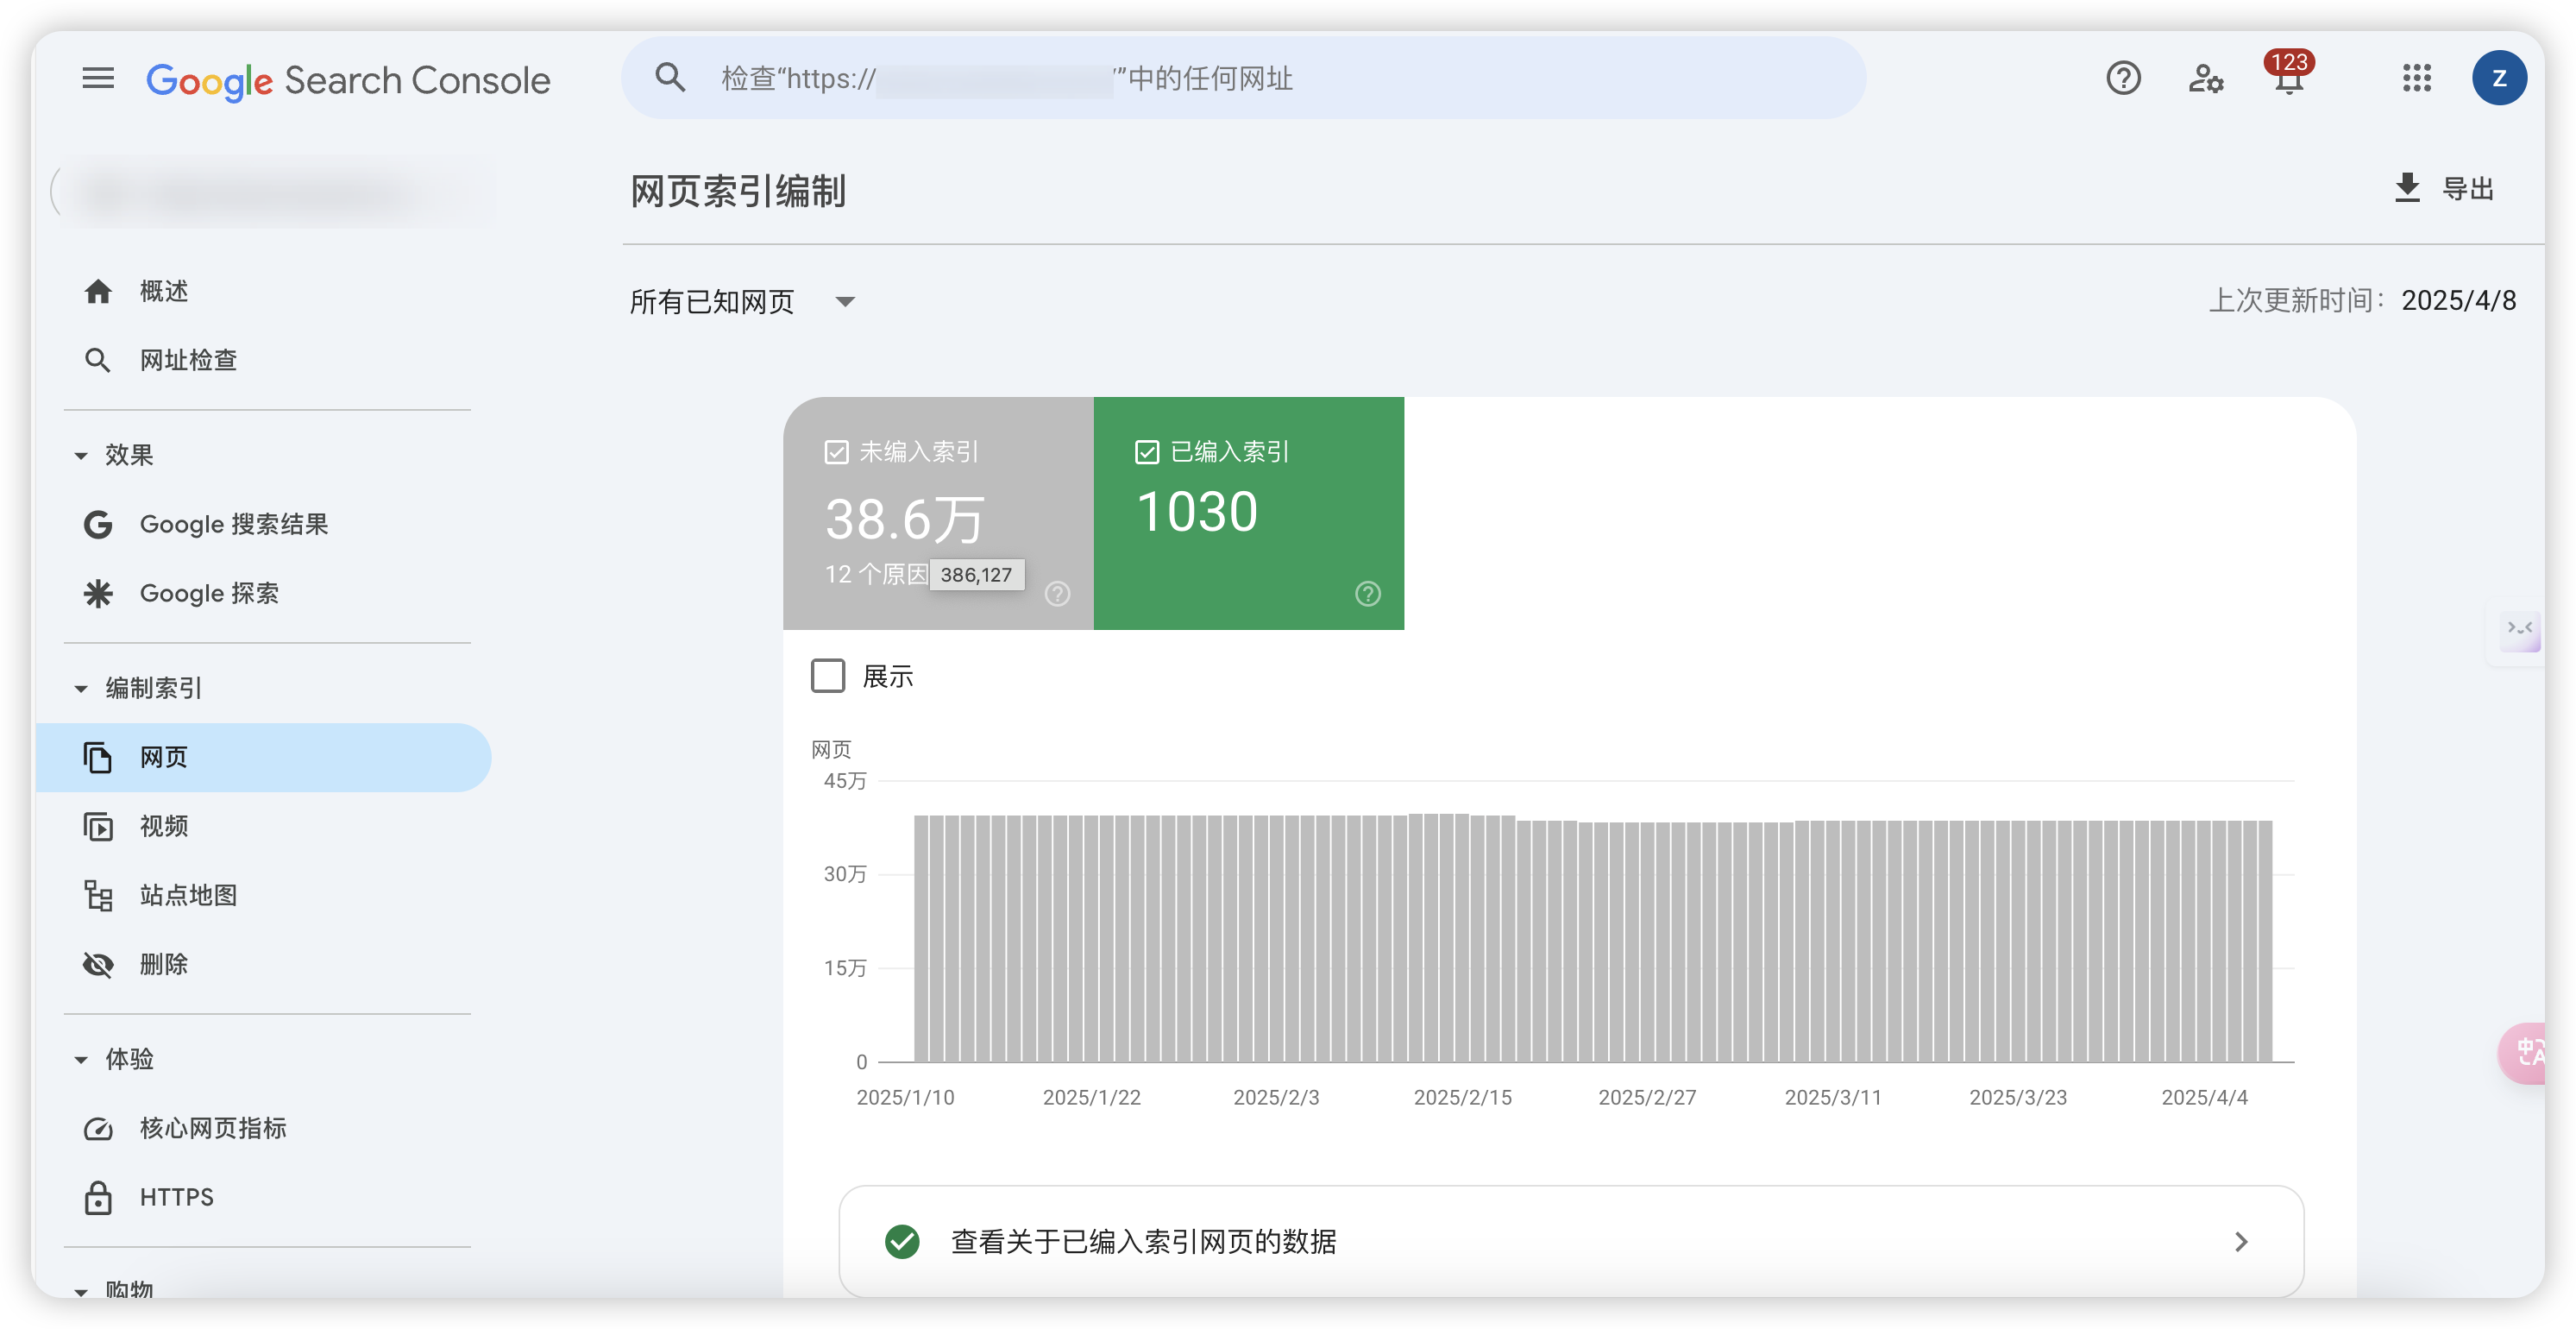 Google Search Console
检查“https://
/”中的任何网址
123
Z
网页索引编制
导出
所有已知网页
上次更新时间：2025/4/8
概述
网址检查
效果
Google 搜索结果
Google 探索
编制索引
网页
视频
站点地图
删除
体验
核心网页指标
HTTPS
购物
未编入索引
38.6万
12 个原因
386,127
已编入索引
1030
展示
网页
45万
30万
15万
0
2025/1/10
2025/1/22
2025/2/3
2025/2/15
2025/2/27
2025/3/11
2025/3/23
2025/4/4
查看关于已编入索引网页的数据
中
A